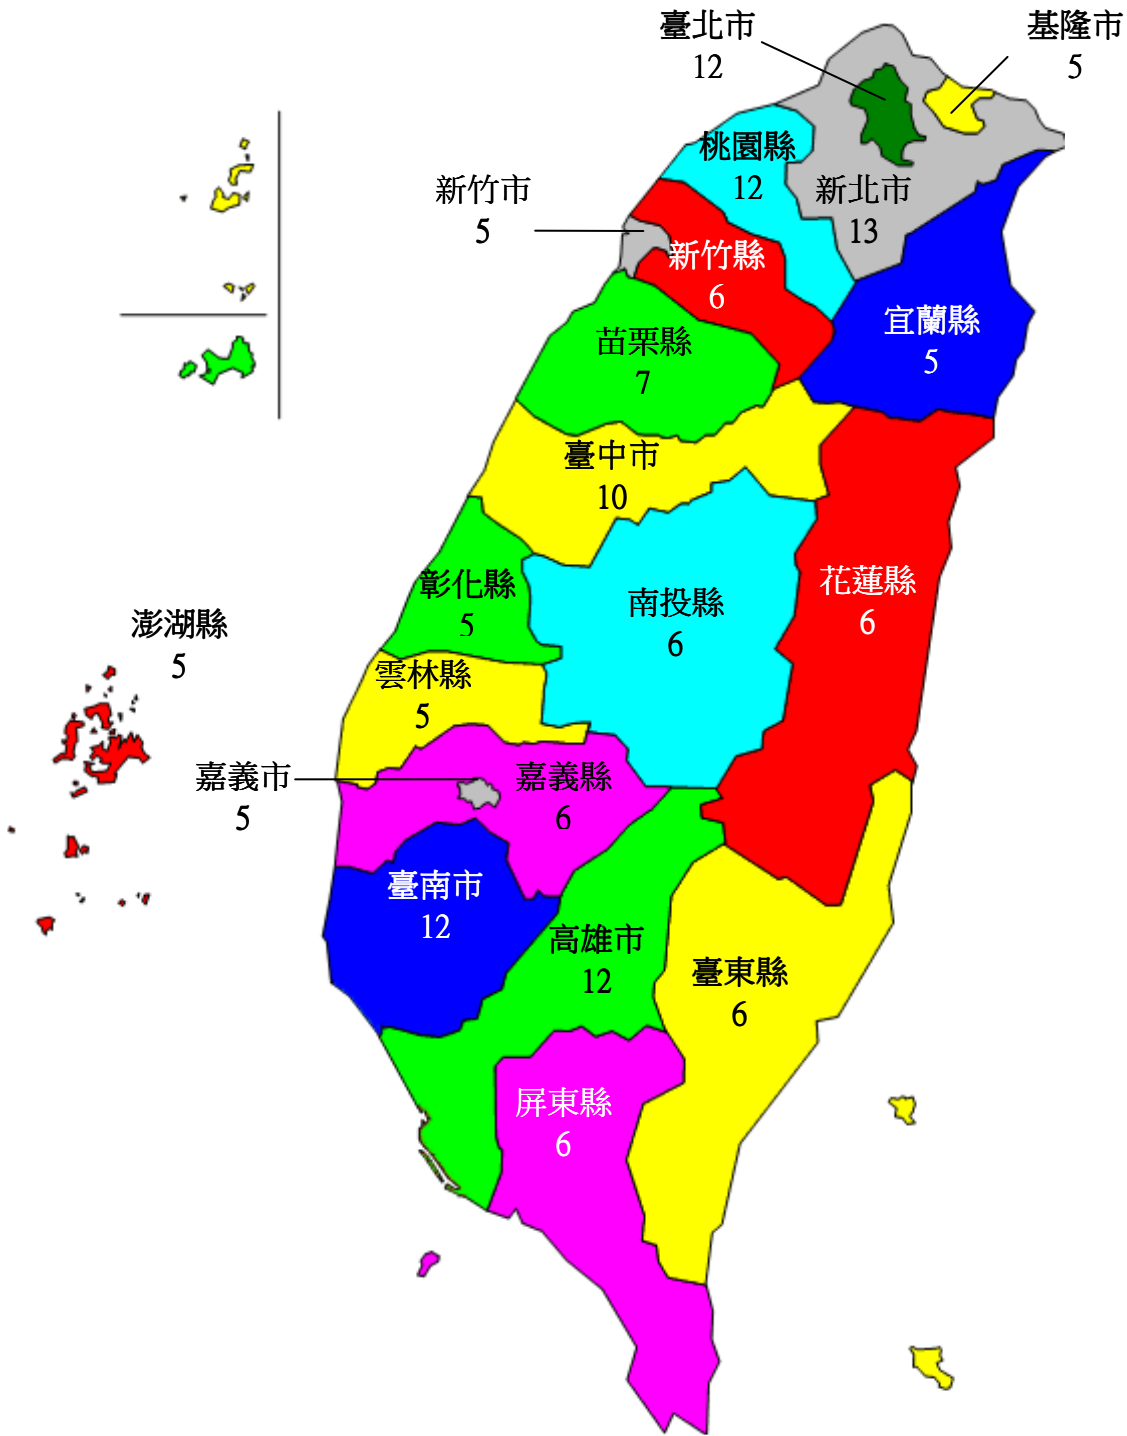 臺北市
12
基隆市
5
桃園縣
12
新竹市
5
新北市
13
新竹縣
6
宜蘭縣
5
苗栗縣
7
臺中市
10
彰化縣
5
南投縣
6
花蓮縣
6
澎湖縣
5
雲林縣
5
嘉義市
5
嘉義縣
6
臺南市
12
高雄市
12
臺東縣
6
屏東縣
6